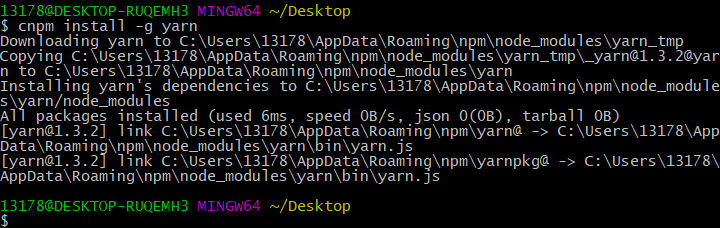 13178@DESKTOP-RUQEMH3 MINGW64 ~/Desktop
$ cnpm install -g yarn
Downloading yarn to C:\Users\13178\AppData\Roaming\npm\node_modules\yarn_tmp
Copying C:\Users\13178\AppData\Roaming\npm\node_modules\yarn_tmp\_yarn@1.3.2@yar
n to C:\Users\13178\AppData\Roaming\npm\node_modules\yarn
Installing yarn's dependencies to C:\Users\13178\AppData\Roaming\npm\node_module
s\yarn/node_modules
All packages installed (used 6ms, speed 0B/s, json 0(0B), tarball 0B)
[yarn@1.3.2] link C:\Users\13178\AppData\Roaming\npm\yarn@ -> C:\Users\13178\App
Data\Roaming\npm\node_modules\yarn\bin\yarn.js
[yarn@1.3.2] link C:\Users\13178\AppData\Roaming\npm\yarnpkg@ -> C:\Users\13178\
AppData\Roaming\npm\node_modules\yarn\bin\yarn.js
13178@DESKTOP-RUQEMH3 MINGW64 ~/Desktop
$